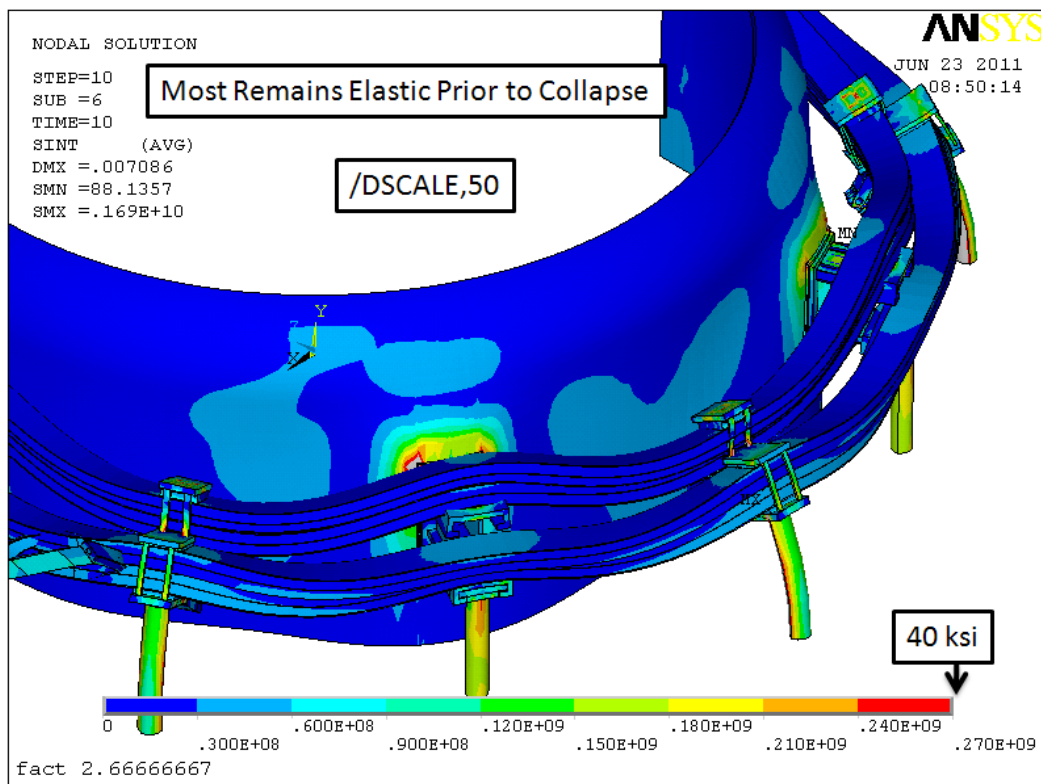 ANSYS
NODAL SOLUTION
JUN 23 2011
08:50:14
STEP=10
SUB =6
TIME=10
SINT (AVG)
DMX =.007086
SMN =88.1357
SMX =.169E+10
Most Remains Elastic Prior to Collapse
/DSCALE,50
MN
Y
Z
X
40 ksi
0 .600E+08 .120E+09 .180E+09 .240E+09
.300E+08 .900E+08 .150E+09 .210E+09 .270E+09
fact 2.66666667